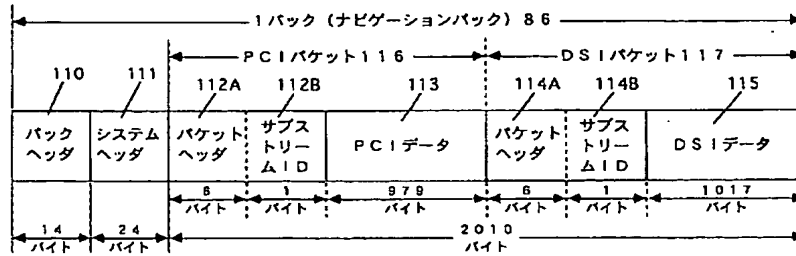 1パック(ナビゲーションパック)86
PCIパケット116
DSIパケット117
110
111
112A
112B
113
114A
114B
115
パック
ヘッダ
システム
ヘッダ
パケット
ヘッダ
サブス
トリー
ムID
PCIデータ
パケット
ヘッダ
サブス
トリー
ムID
DSIデータ
6
バイト
1
バイト
979
バイト
6
バイト
1
バイト
1017
バイト
14
バイト
24
バイト
2010
バイト